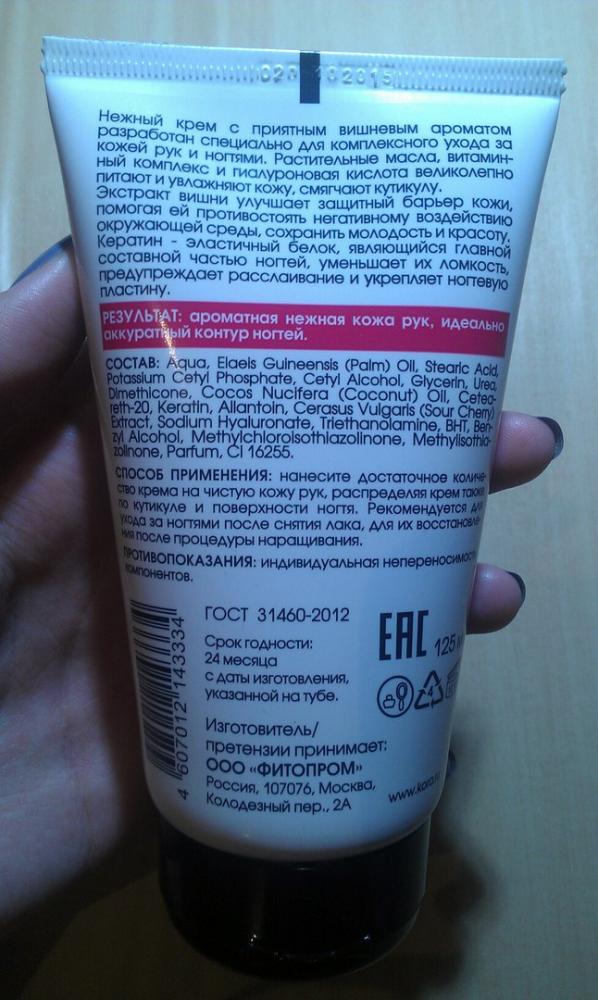 Нежный крем с приятным вишневым ароматом
разработан специально для комплексного ухода за
кожей рук и ногтями. Растительные масла, витамин-
ный комплекс и гиалуроновая кислота великолепно
питают и увлажняют кожу, смягчают кутикулу.
Экстракт вишни улучшает защитный барьер кожи,
помогая ей противостоять негативному воздействию
окружающей среды, сохранить молодость и красоту.
Кератин - эластичный белок, являющийся главной
составной частью ногтей, уменьшает их ломкость,
предупреждает расслаивание и укрепляет ногтевую
пластину.
РЕЗУЛЬТАТ: ароматная нежная кожа рук, идеально
аккуратный контур ногтей.
СОСТАВ: Aqua, Elaeis Guineensis (Palm) Oil, Stearic Acid,
Potassium Cetyl Phosphate, Cetyl Alcohol, Glycerin, Urea,
Dimethicone, Cocos Nucifera (Coconut) Oil, Cetea-
reth-20, Keratin, Allantoin, Cerasus Vulgaris (Sour Cherry)
Extract, Sodium Hyaluronate, Triethanolamine, BHT, Ben-
zyl Alcohol, Methylchloroisothiazolinone, Methylisothia-
zolinone, Parfum, CI 16255.
СПОСОБ ПРИМЕНЕНИЯ: нанесите достаточное количе-
ство крема на чистую кожу рук, распределяя крем также
по кутикуле и поверхности ногтя. Рекомендуется для
ухода за ногтями после снятия лака, для их восстановле-
ния после процедуры наращивания.
ПРОТИВОПОКАЗАНИЯ: индивидуальная непереносимость
компонентов.
ГОСТ 31460-2012
EAC 125
Срок годности:
24 месяца
с даты изготовления,
указанной на тубе.
4
Изготовитель/
претензии принимает:
ООО «ФИТОПРОМ»
Россия, 107076, Москва,
Колодезный пер., 2А
www.kora.ru
4 607012 143334